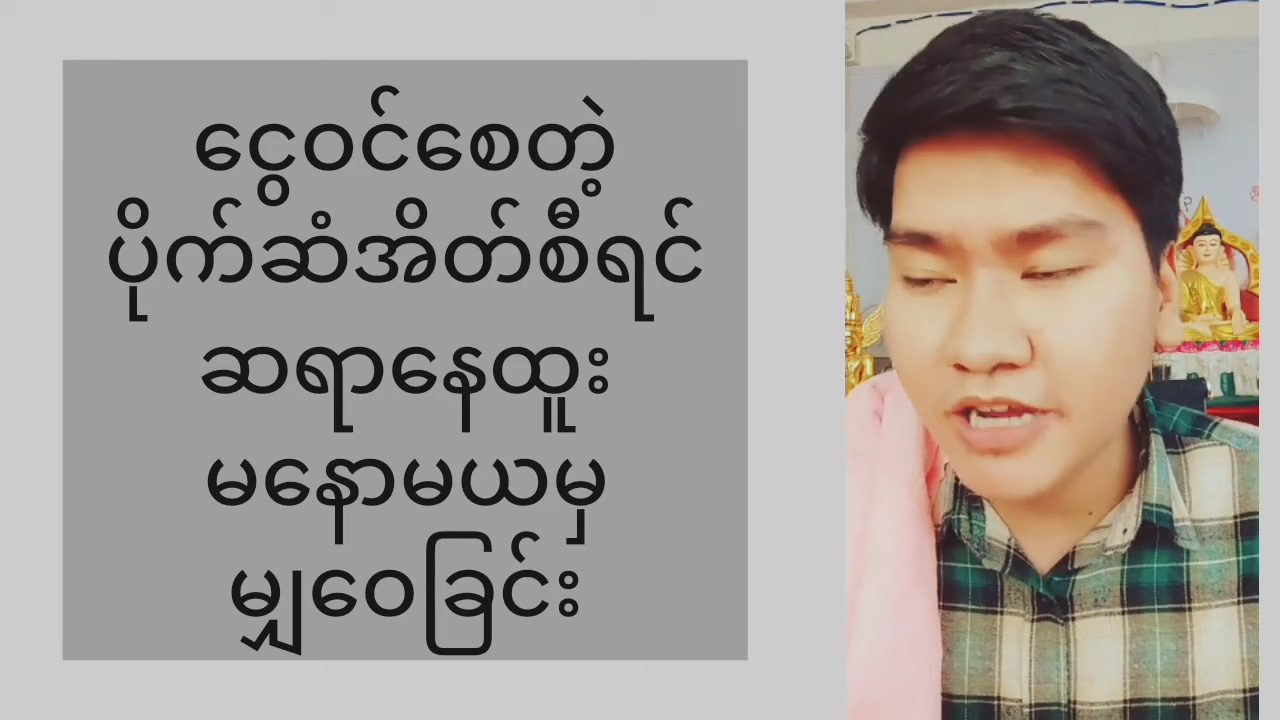 ငွေဝင်စေတဲ့
ပိုက်ဆံအိတ်စီရင်
ဆရာနေထူး
မနောမယမှ
မျှဝေခြင်း